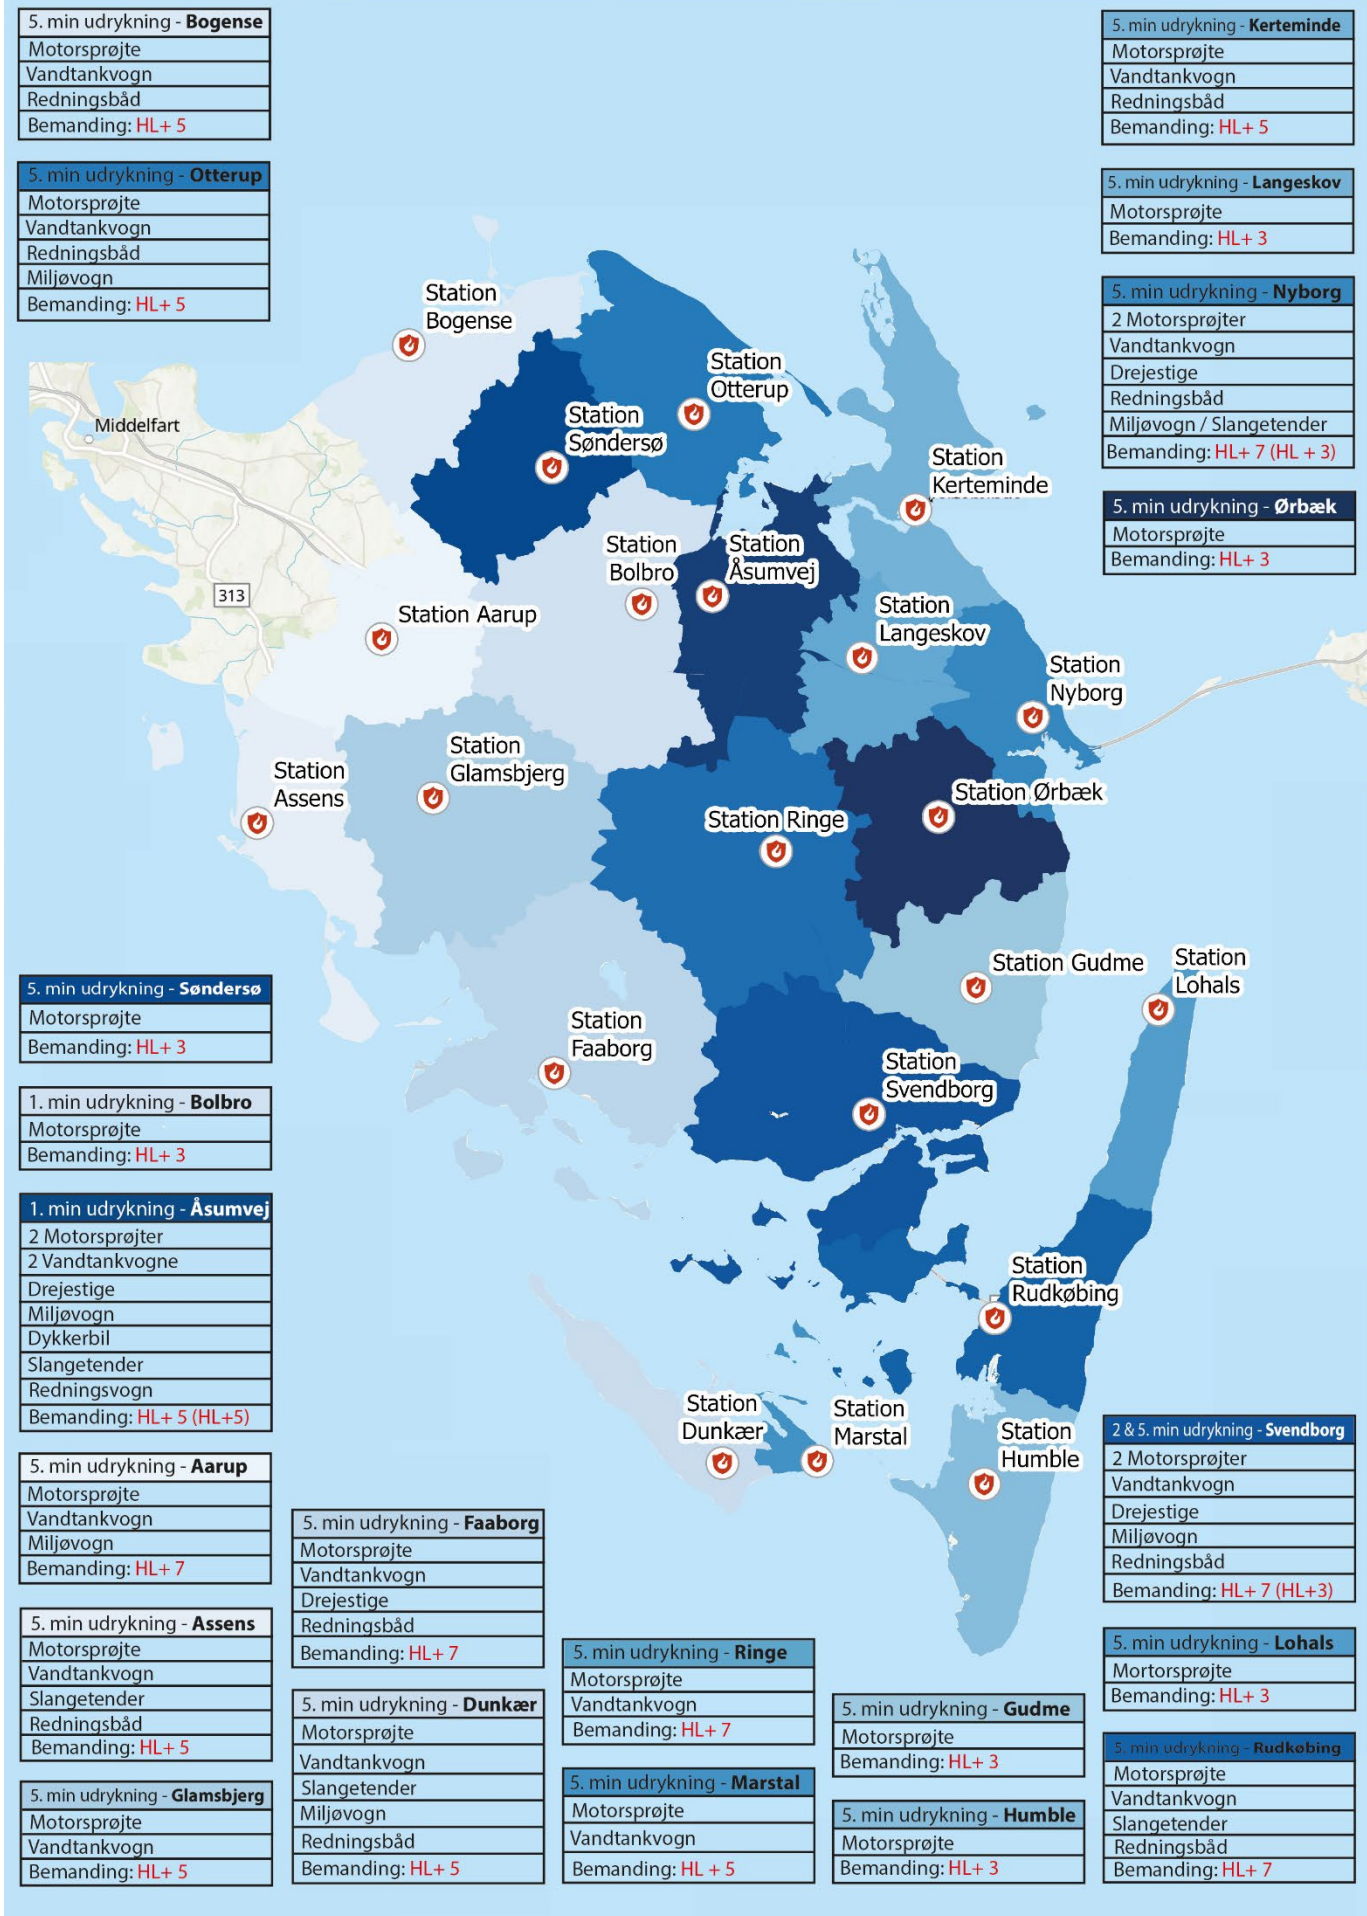 5. min udrykning - Bogense
Motorsprøjte
Vandtankvogn
Redningsbåd
Bemanding: HL+ 5
5. min udrykning - Otterup
Motorsprøjte
Vandtankvogn
Redningsbåd
Miljøvogn
Bemanding: HL+ 5
5. min udrykning - Kerteminde
Motorsprøjte
Vandtankvogn
Redningsbåd
Bemanding: HL+ 5
5. min udrykning - Langeskov
Motorsprøjte
Bemanding: HL+ 3
5. min udrykning - Nyborg
2 Motorsprøjter
Vandtankvogn
Drejestige
Redningsbåd
Miljøvogn / Slangetender
Bemanding: HL+ 7 (HL + 3)
5. min udrykning - Ørbæk
Motorsprøjte
Bemanding: HL+ 3
Station
Bogense
Station
Otterup
Middelfart
Station
Søndersø
Station
Kerteminde
Station
Bolbro
Station
Åsumvej
313
Station Aarup
Station
Langeskov
Station
Nyborg
Station
Glamsbjerg
Station
Assens
Station Ørbæk
Station Ringe
Station Gudme
Station
Lohals
Station
Faaborg
Station
Svendborg
Station
Rudkøbing
Station
Dunkær
Station
Marstal
Station
Humble
5. min udrykning - Søndersø
Motorsprøjte
Bemanding: HL+ 3
1. min udrykning - Bolbro
Motorsprøjte
Bemanding: HL+ 3
1. min udrykning - Åsumvej
2 Motorsprøjter
2 Vandtankvogne
Drejestige
Miljøvogn
Dykkerbil
Slangetender
Redningsvogn
Bemanding: HL+ 5 (HL+5)
5. min udrykning - Aarup
Motorsprøjte
Vandtankvogn
Miljøvogn
Bemanding: HL+ 7
5. min udrykning - Assens
Motorsprøjte
Vandtankvogn
Slangetender
Redningsbåd
Bemanding: HL+ 5
5. min udrykning - Glamsbjerg
Motorsprøjte
Vandtankvogn
Bemanding: HL+ 5
5. min udrykning - Faaborg
Motorsprøjte
Vandtankvogn
Drejestige
Redningsbåd
Bemanding: HL+ 7
5. min udrykning - Dunkær
Motorsprøjte
Vandtankvogn
Slangetender
Miljøvogn
Redningsbåd
Bemanding: HL+ 5
5. min udrykning - Ringe
Motorsprøjte
Vandtankvogn
Bemanding: HL+ 7
5. min udrykning - Marstal
Motorsprøjte
Vandtankvogn
Bemanding: HL + 5
5. min udrykning - Gudme
Motorsprøjte
Bemanding: HL+ 3
5. min udrykning - Humble
Motorsprøjte
Bemanding: HL+ 3
2 & 5. min udrykning - Svendborg
2 Motorsprøjter
Vandtankvogn
Drejestige
Miljøvogn
Redningsbåd
Bemanding: HL+ 7 (HL+3)
5. min udrykning - Lohals
Mortorsprøjte
Bemanding: HL+ 3
5. min udrykning - Rudkøbing
Motorsprøjte
Vandtankvogn
Slangetender
Redningsbåd
Bemanding: HL+ 7